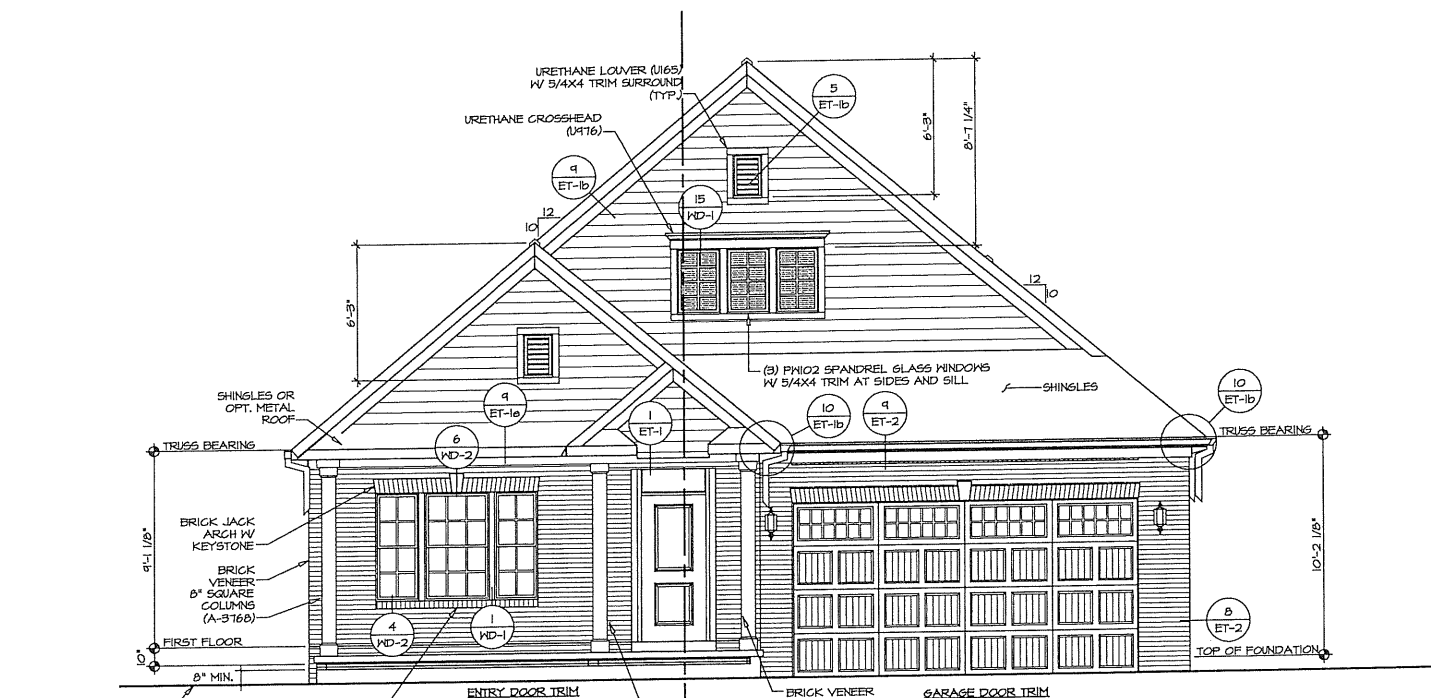 URETHANE LOUVER (U165)
W/ 5/4X4 TRIM SURROUND
(TYP.)
5
ET-1b
6'-3"
8'-7 1/4"
URETHANE CROSSHEAD
(U976)
9
ET-1b
15
WD-1
12
10
12
10
6'-3"
(3) PW102 SPANDREL GLASS WINDOWS
W/ 5/4X4 TRIM AT SIDES AND SILL
SHINGLES
SHINGLES OR
OPT. METAL
ROOF
9
ET-1a
1
ET-1
10
ET-1b
9
ET-2
10
ET-1b
TRUSS BEARING
6
WD-2
TRUSS BEARING
BRICK JACK
ARCH W/
KEYSTONE
9'-1 1/8"
BRICK
VENEER
8" SQUARE
COLUMNS
(A-3768)
10'-2 1/8"
4
WD-2
1
WD-1
8
ET-2
FIRST FLOOR
TOP OF FOUNDATION
10"
8" MIN.
ENTRY DOOR TRIM
BRICK VENEER
GARAGE DOOR TRIM